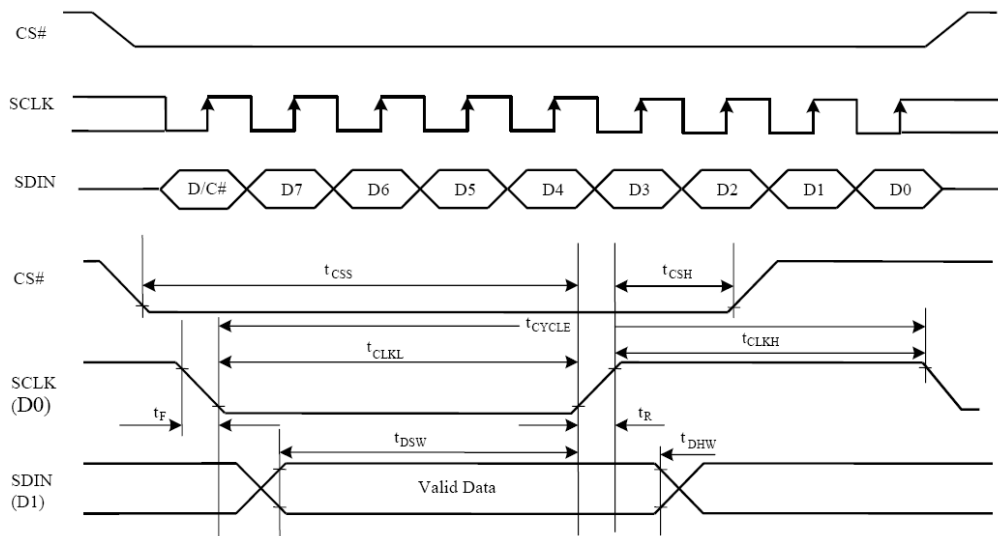 CS#
SCLK
SDIN D/C# D7 D6 D5 D4 D3 D2 D1 D0
CS# tCSS tCSH
tCYCLE
tCLKL tCLKH
SCLK
(D0)
tF tR
tDSW tDHW
SDIN
(D1) Valid Data